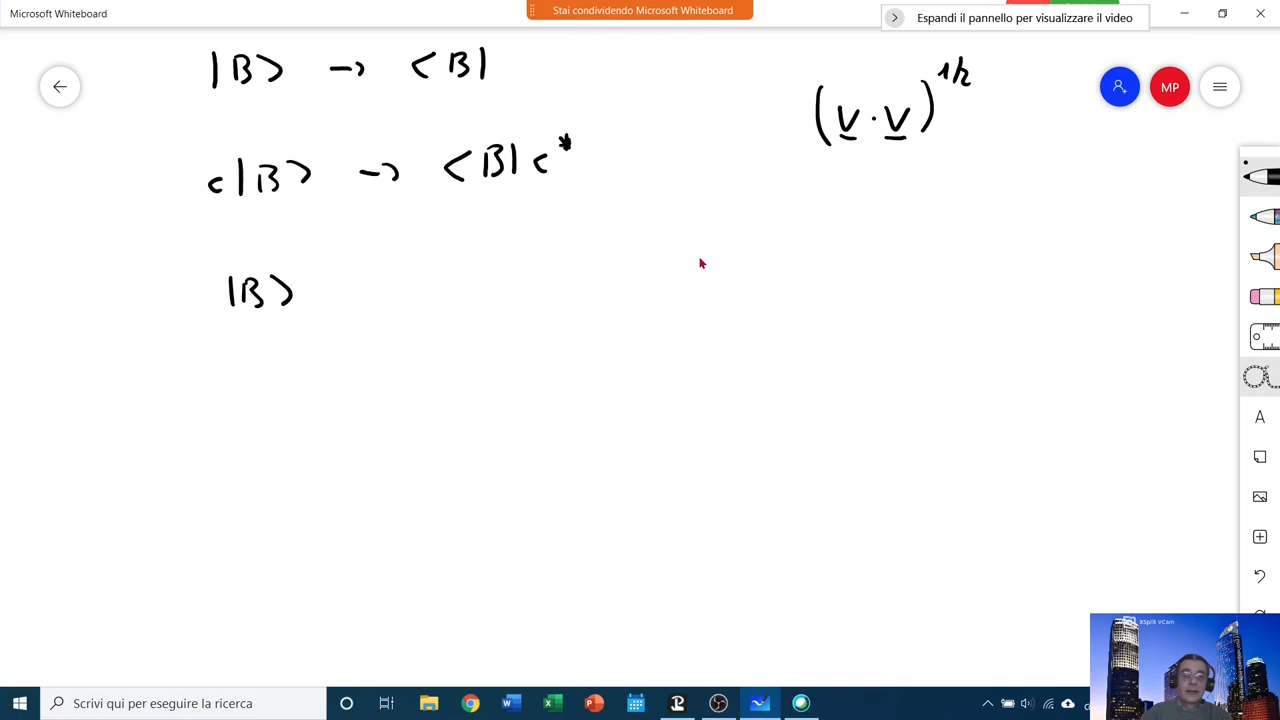 Microsoft Whiteboard
Stai condividendo Microsoft Whiteboard
Espandi il pannello per visualizzare il video
|B> → <B|
(v · v)^1/2
MP
c|B> → <B| c*
|B>
XSplit VCam
Scrivi qui per eseguire la ricerca